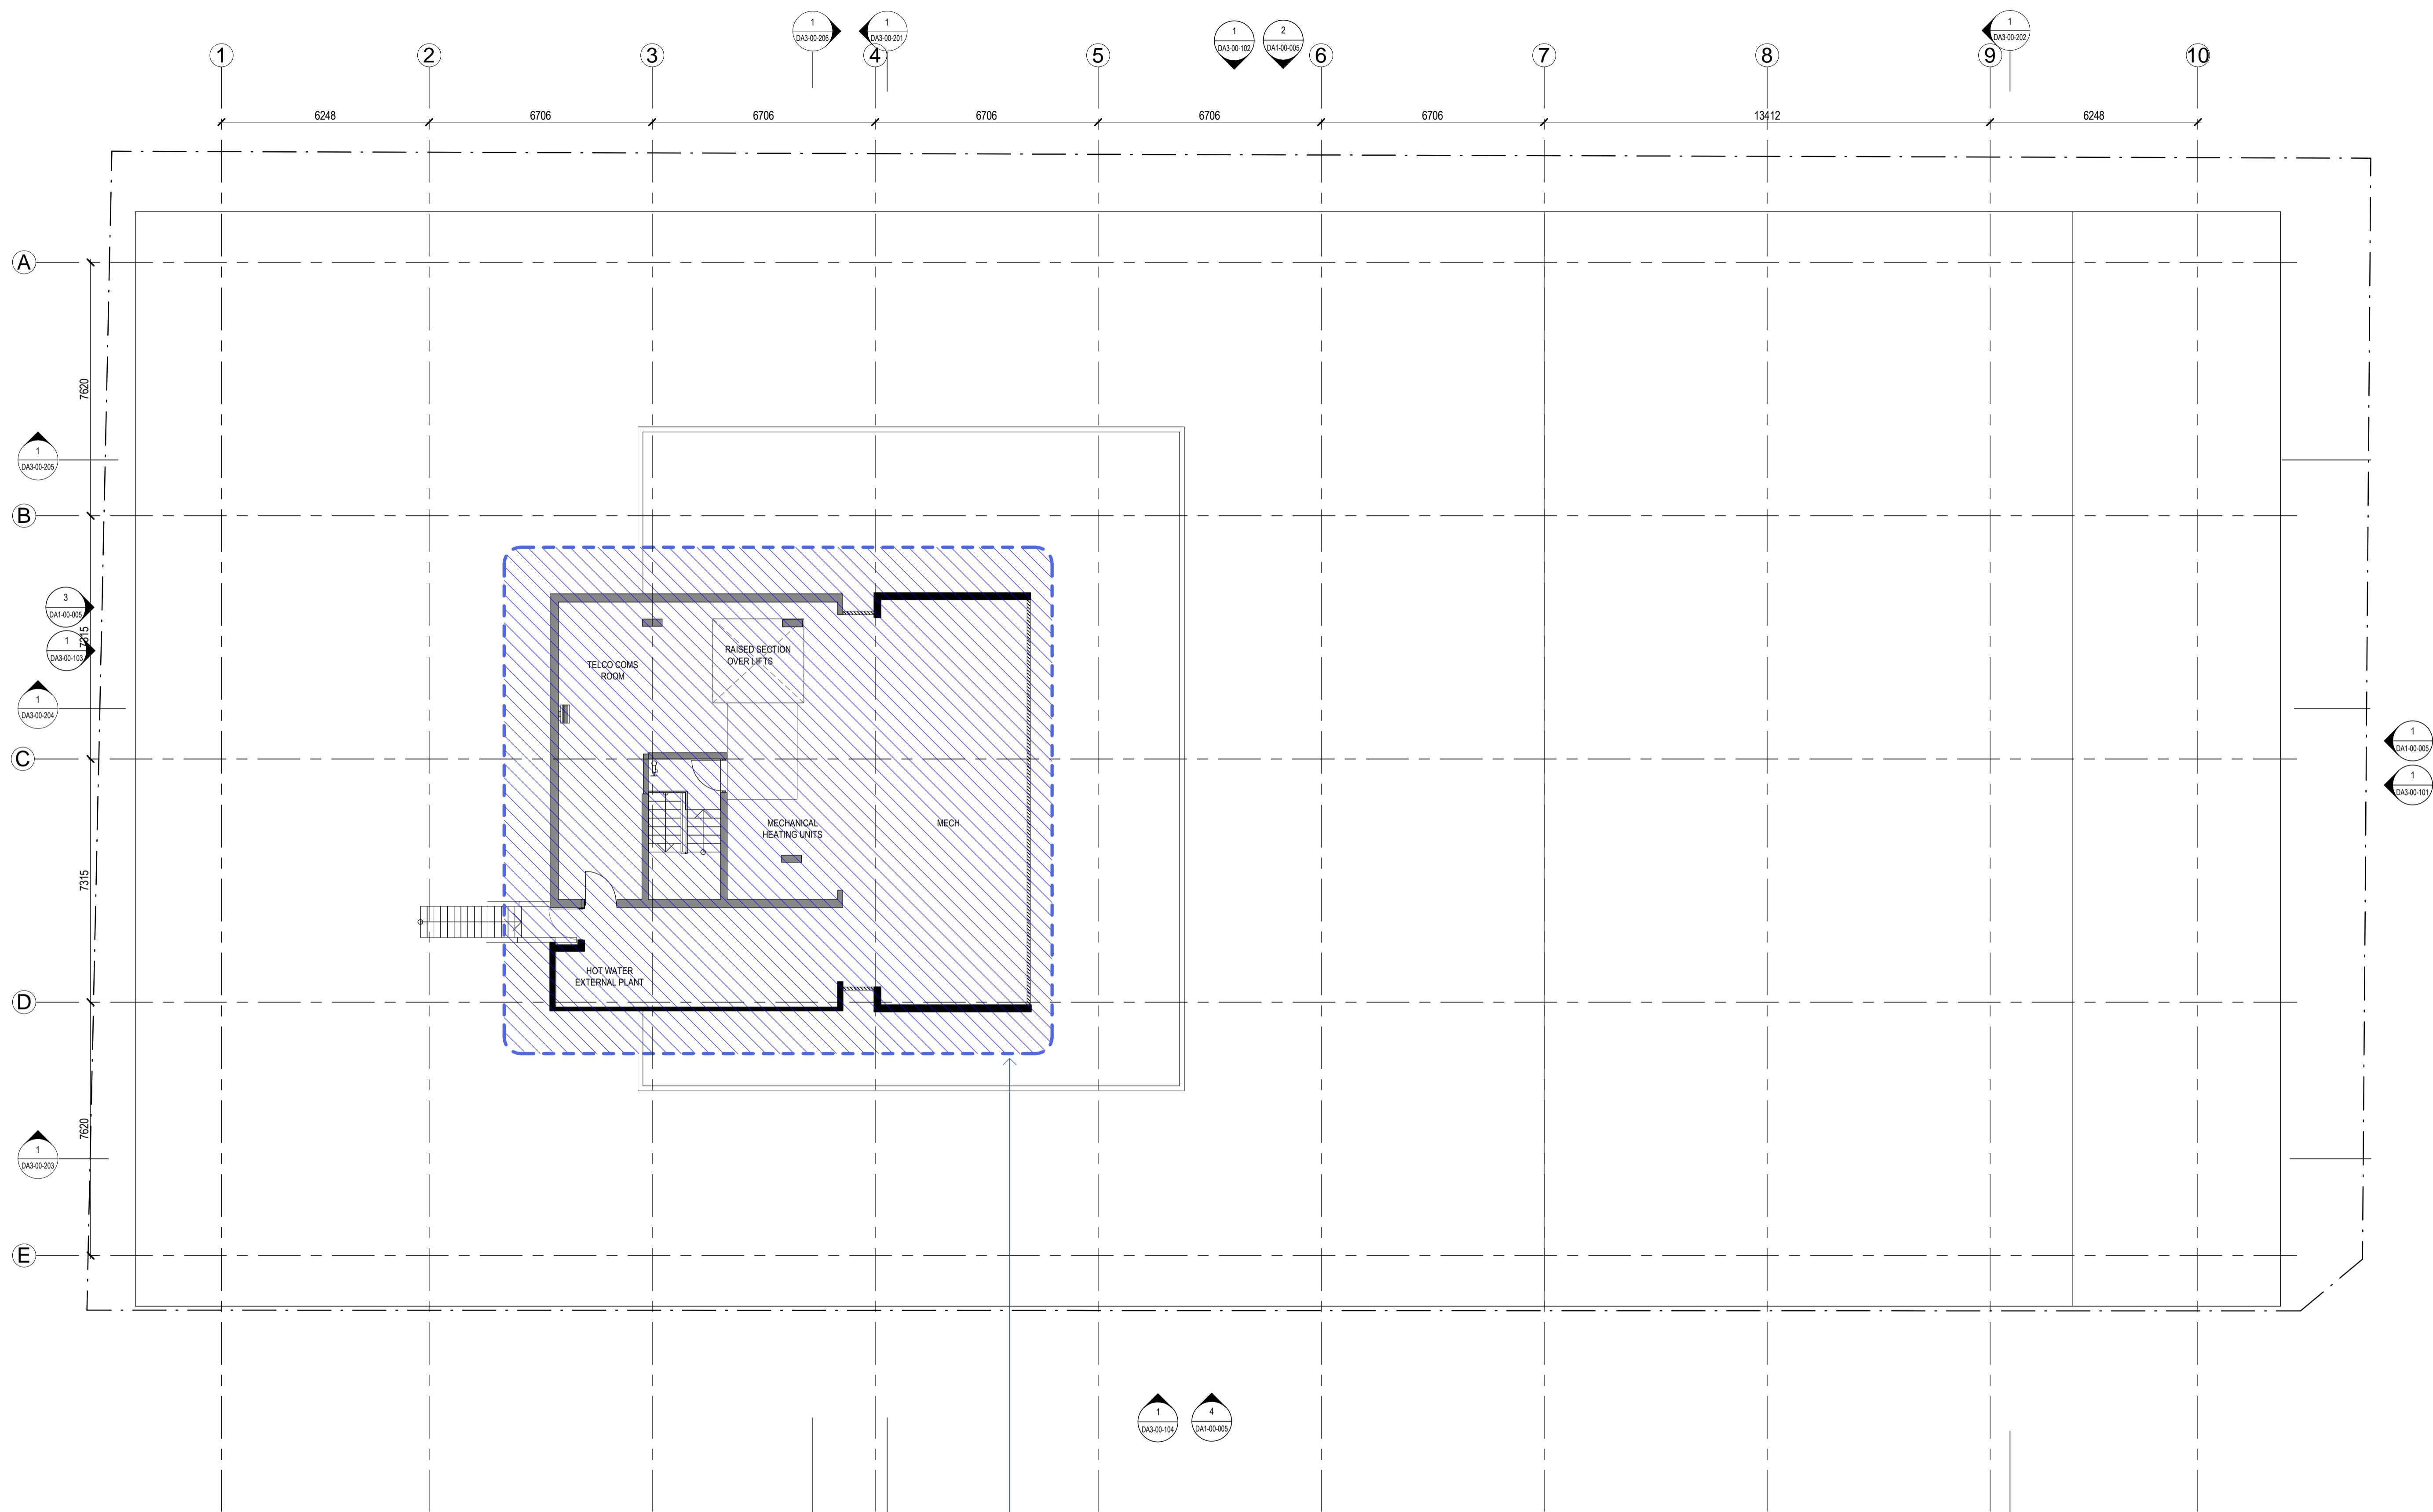 1
DA3-00-206
1
DA3-00-201
1
DA3-00-102
2
DA1-00-005
1
DA3-00-202
1
2
3
4
5
6
7
8
9
10
6248
6706
6706
6706
6706
6706
13412
6248
A
7620
1
DA3-00-205
B
3
DA1-00-005
7315
1
DA3-00-103
RAISED SECTION
OVER LIFTS
TELCO COMS
ROOM
1
DA3-00-204
1
DA1-00-005
C
1
DA3-00-101
MECHANICAL
HEATING UNITS
MECH
7315
HOT WATER
EXTERNAL PLANT
D
7620
1
DA3-00-203
E
1
DA3-00-104
4
DA1-00-005